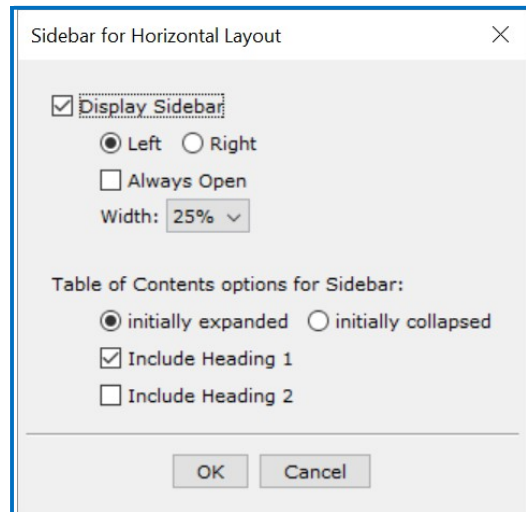 Sidebar for Horizontal Layout
Display Sidebar
Left Right
Always Open
Width: 25%
Table of Contents options for Sidebar:
initially expanded initially collapsed
Include Heading 1
Include Heading 2
OK Cancel